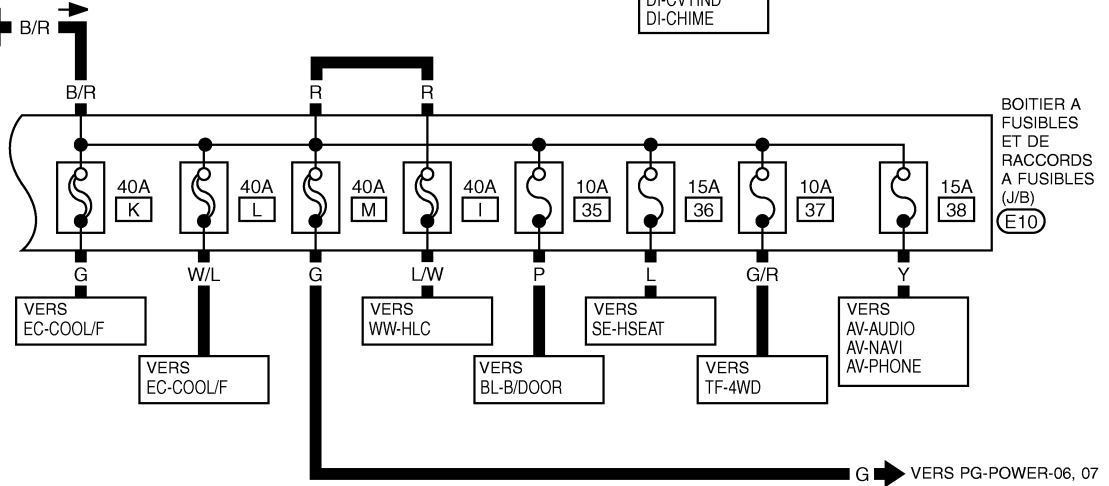 DI-CHIME
B/R
B/R
R
R
BOITIER A
FUSIBLES
ET DE
RACCORDS
A FUSIBLES
(J/B)
E10
40A
K
40A
L
40A
M
40A
I
10A
35
15A
36
10A
37
15A
38
G
W/L
G
L/W
P
L
G/R
Y
VERS
EC-COOL/F
VERS
EC-COOL/F
VERS
WW-HLC
VERS
BL-B/DOOR
VERS
SE-HSEAT
VERS
TF-4WD
VERS
AV-AUDIO
AV-NAVI
AV-PHONE
G
VERS PG-POWER-06, 07